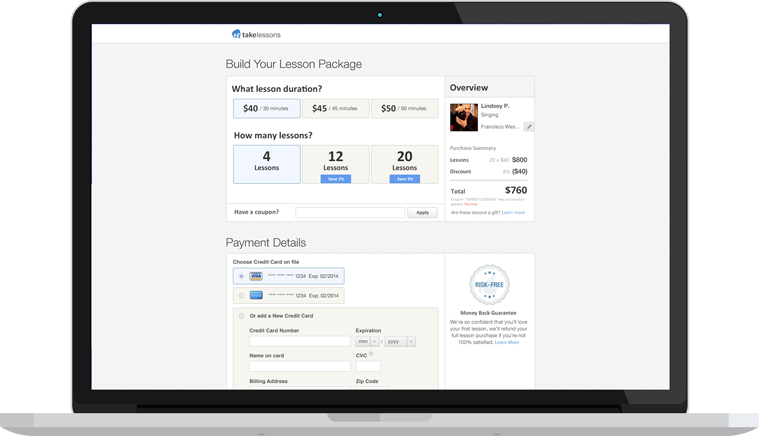 takelessons
Build Your Lesson Package
What lesson duration?
$40 / 30 minutes
$45 / 45 minutes
$50 / 60 minutes
How many lessons?
4
Lessons
12
Lessons
Save 2%
20
Lessons
Save 5%
Have a coupon?
Apply
Overview
Lindsey P.
Singing
Francisco Wes...
Purchase Summary
Lessons 20 x $40 $800
Discount 5% ($40)
Total $760
was successfully
applied. Remove
Are these lessons a gift? Learn more
Payment Details
Choose Credit Card on file
VISA **** **** **** 1234 Exp: 02/2014
**** **** **** 1234 Exp: 02/2014
Or add a New Credit Card
Credit Card Number
Expiration
mm / yyyy
Name on card
CVC
Billing Address
Zip Code
RISK-FREE
Money Back Guarantee
We're so confident that you'll love
your first lesson, we'll refund your
full lesson purchase if you're not
100% satisfied. Learn More